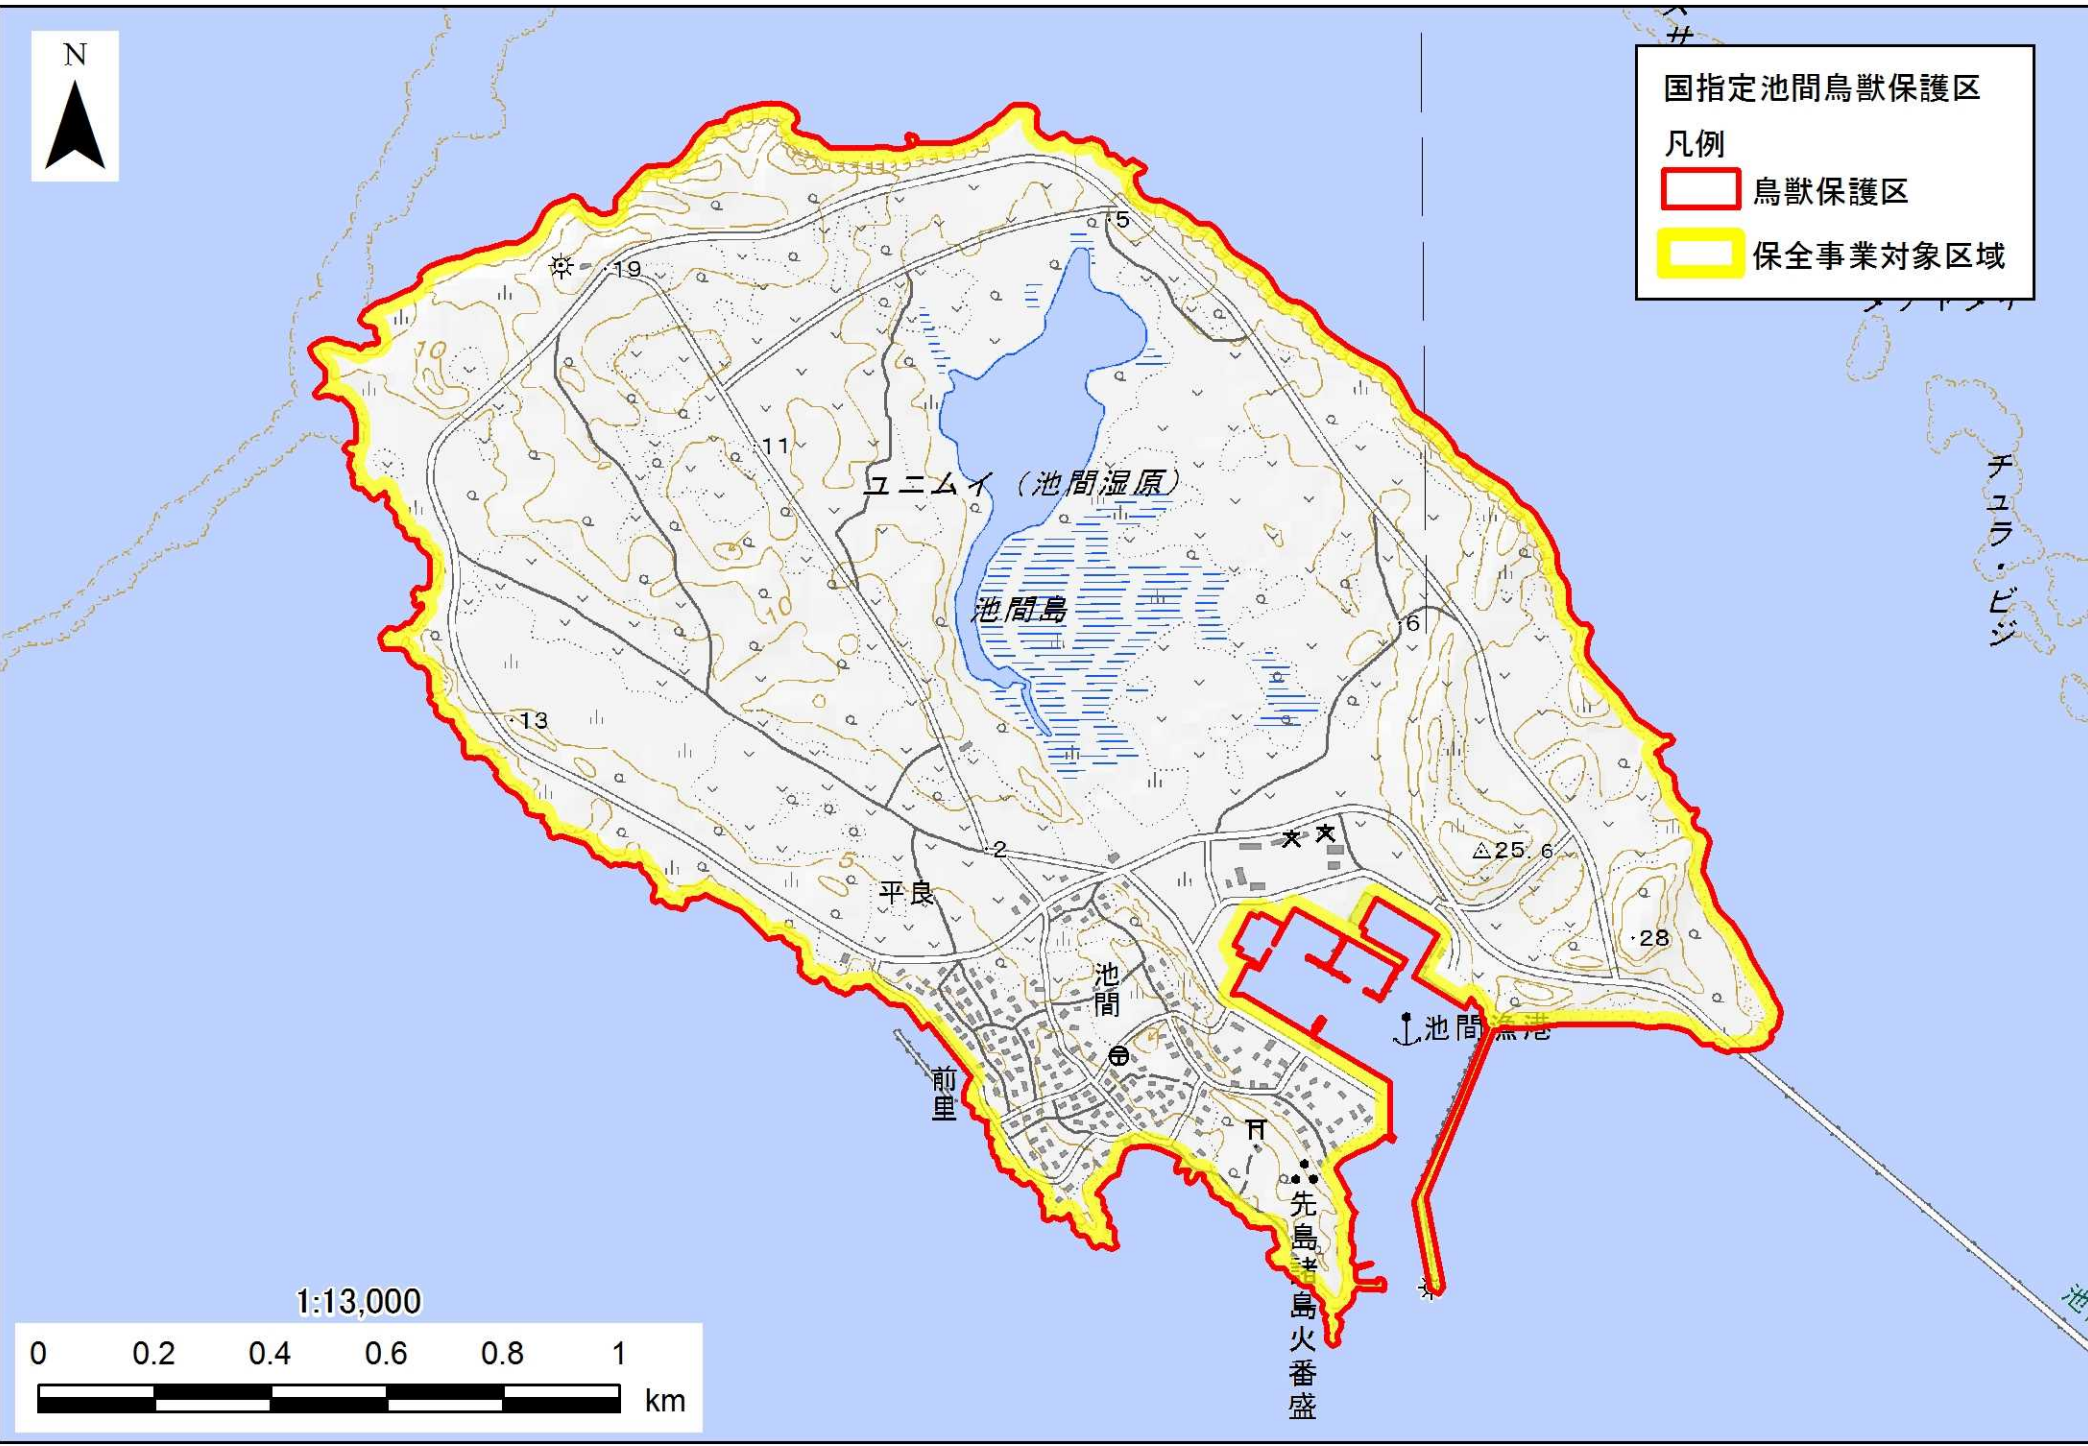 N
国指定池間鳥獣保護区
凡例
鳥獣保護区
保全事業対象区域
5
19
10
11
ユニムイ（池間湿原）
チュラ・ビジ
10
池間島
6
13
2
25.6
5
平良
28
池間
池間漁港
前里
先島諸島火番盛
1:13,000
0 0.2 0.4 0.6 0.8 1
km